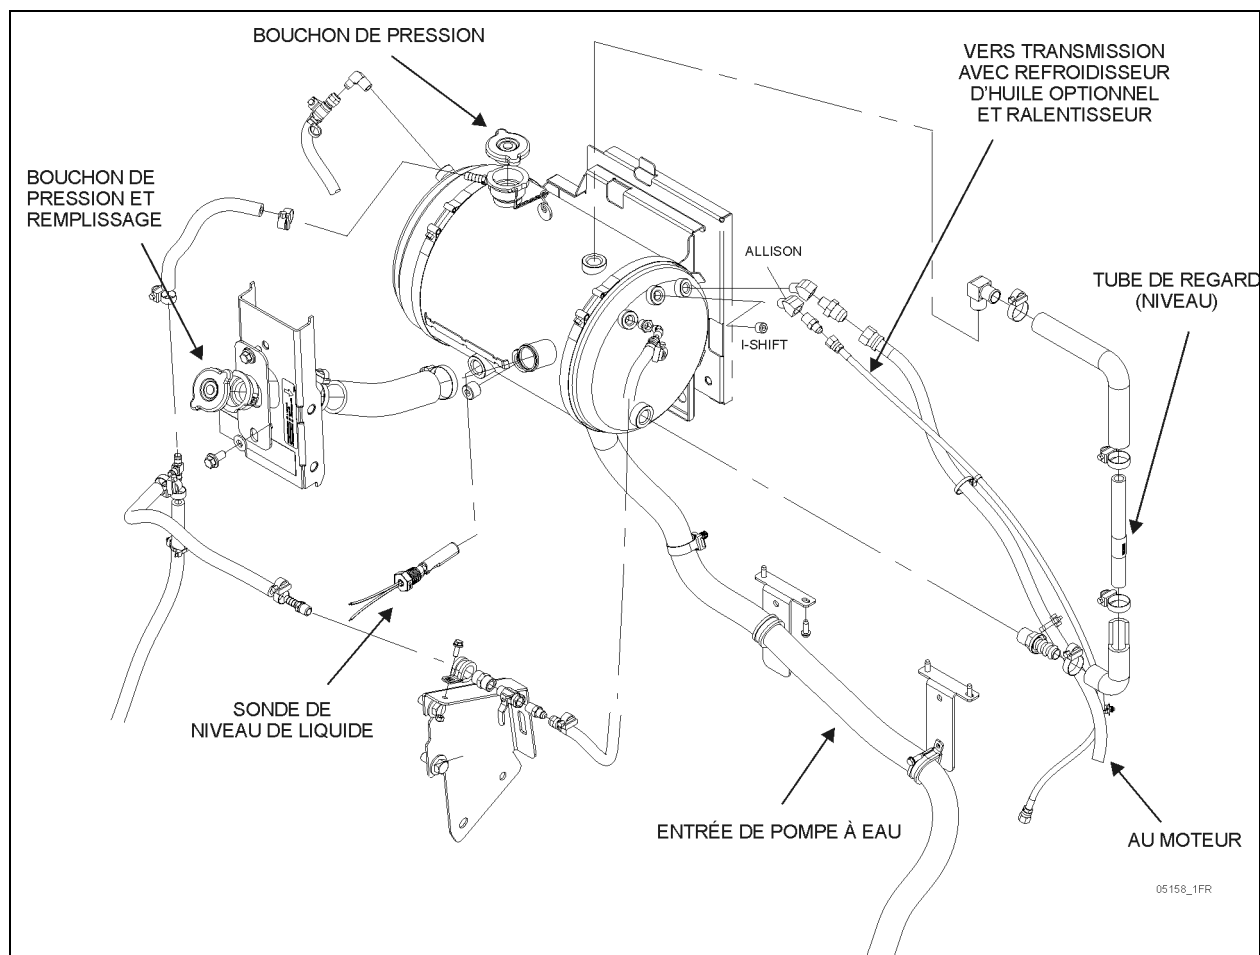 BOUCHON DE PRESSION
VERS TRANSMISSION
AVEC REFROIDISSEUR
D'HUILE OPTIONNEL
ET RALENTISSEUR
BOUCHON DE
PRESSION ET
REMPLISSAGE
ALLISON
TUBE DE REGARD
(NIVEAU)
I-SHIFT
SONDE DE
NIVEAU DE LIQUIDE
ENTRÉE DE POMPE À EAU
AU MOTEUR
05158_1FR